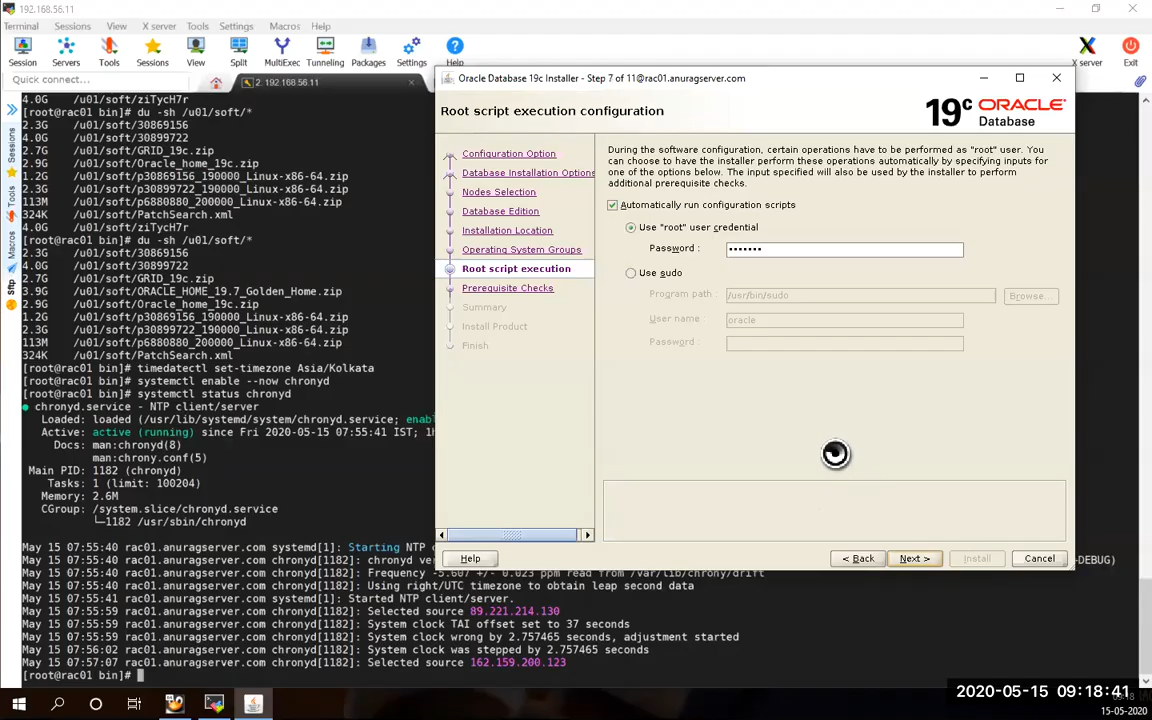 192.168.56.11
Terminal Sessions View X server Tools Settings Macros Help
Session Servers Tools Sessions View Split MultiExec Tunneling Packages Settings Help X server Exit
Quick connect...
2. 192.168.56.11
Sessions
Tools
Macros
Sftp
4.0G /u01/soft/ziTycH7r
[root@rac01 bin]# du -sh /u01/soft/*
2.3G /u01/soft/30869156
4.0G /u01/soft/30899722
2.7G /u01/soft/GRID_19c.zip
2.9G /u01/soft/Oracle_home_19c.zip
1.2G /u01/soft/p30869156_190000_Linux-x86-64.zip
2.3G /u01/soft/p30899722_190000_Linux-x86-64.zip
113M /u01/soft/p6880880_200000_Linux-x86-64.zip
324K /u01/soft/PatchSearch.xml
4.0G /u01/soft/ziTycH7r
[root@rac01 bin]# du -sh /u01/soft/*
2.3G /u01/soft/30869156
4.0G /u01/soft/30899722
2.7G /u01/soft/GRID_19c.zip
3.9G /u01/soft/ORACLE_HOME_19.7_Golden_Home.zip
2.9G /u01/soft/Oracle_home_19c.zip
1.2G /u01/soft/p30869156_190000_Linux-x86-64.zip
2.3G /u01/soft/p30899722_190000_Linux-x86-64.zip
113M /u01/soft/p6880880_200000_Linux-x86-64.zip
324K /u01/soft/PatchSearch.xml
[root@rac01 bin]# timedatectl set-timezone Asia/Kolkata
[root@rac01 bin]# systemctl enable --now chronyd
[root@rac01 bin]# systemctl status chronyd
● chronyd.service - NTP client/server
Loaded: loaded (/usr/lib/systemd/system/chronyd.service; enabl
Active: active (running) since Fri 2020-05-15 07:55:41 IST; 1h
Docs: man:chronyd(8)
man:chrony.conf(5)
Main PID: 1182 (chronyd)
Tasks: 1 (limit: 100204)
Memory: 2.6M
CGroup: /system.slice/chronyd.service
└─1182 /usr/sbin/chronyd
May 15 07:55:40 rac01.anuragserver.com systemd[1]: Starting NTP c
May 15 07:55:40 rac01.anuragserver.com chronyd[1182]: chronyd ver -DEBUG)
May 15 07:55:40 rac01.anuragserver.com chronyd[1182]: Frequency -5.607 +/- 0.023 ppm read from /var/lib/chrony/drift
May 15 07:55:40 rac01.anuragserver.com chronyd[1182]: Using right/UTC timezone to obtain leap second data
May 15 07:55:41 rac01.anuragserver.com systemd[1]: Started NTP client/server.
May 15 07:55:59 rac01.anuragserver.com chronyd[1182]: Selected source 89.221.214.130
May 15 07:55:59 rac01.anuragserver.com chronyd[1182]: System clock TAI offset set to 37 seconds
May 15 07:55:59 rac01.anuragserver.com chronyd[1182]: System clock wrong by 2.757465 seconds, adjustment started
May 15 07:56:02 rac01.anuragserver.com chronyd[1182]: System clock was stepped by 2.757465 seconds
May 15 07:57:07 rac01.anuragserver.com chronyd[1182]: Selected source 162.159.200.123
[root@rac01 bin]#
Oracle Database 19c Installer - Step 7 of 11@rac01.anuragserver.com
Root script execution configuration
19c ORACLE
Database
Configuration Option
Database Installation Options
Nodes Selection
Database Edition
Installation Location
Operating System Groups
Root script execution
Prerequisite Checks
Summary
Install Product
Finish
During the software configuration, certain operations have to be performed as "root" user. You
can choose to have the installer perform these operations automatically by specifying inputs for
one of the options below. The input specified will also be used by the installer to perform
additional prerequisite checks.
Automatically run configuration scripts
Use "root" user credential
Password : •••••••
Use sudo
Program path : /usr/bin/sudo Browse...
User name : oracle
Password :
Help < Back Next > Install Cancel
2020-05-15 09:18:41
15-05-2020